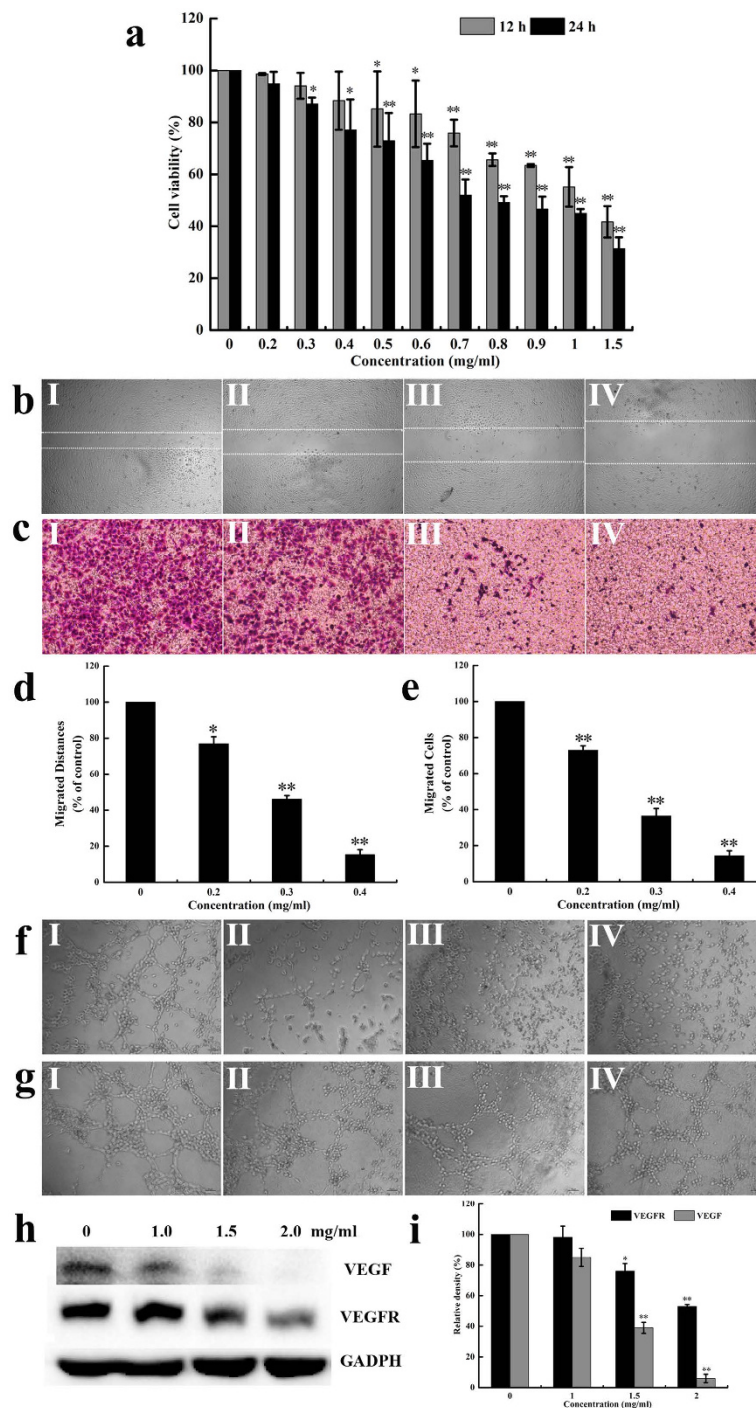 a
12 h 24 h
Cell viability (%)
120
100
80
60
40
20
0
* * * * ** ** ** ** ** ** ** ** ** ** ** ** **
0 0.2 0.3 0.4 0.5 0.6 0.7 0.8 0.9 1 1.5
Concentration (mg/ml)
b I II III IV
c I II III IV
d
Migrated Distances
(% of control)
120
100
80
60
40
20
0
* ** **
0 0.2 0.3 0.4
Concentration (mg/ml)
e
Migrated Cells
(% of control)
120
100
80
60
40
20
0
** ** **
0 0.2 0.3 0.4
Concentration (mg/ml)
f I II III IV
g I II III IV
h 0 1.0 1.5 2.0 mg/ml
VEGF
VEGFR
GADPH
i
VEGFR VEGF
Relative density (%)
120
100
80
60
40
20
0
* ** ** **
0 1 1.5 2
Concentration (mg/ml)